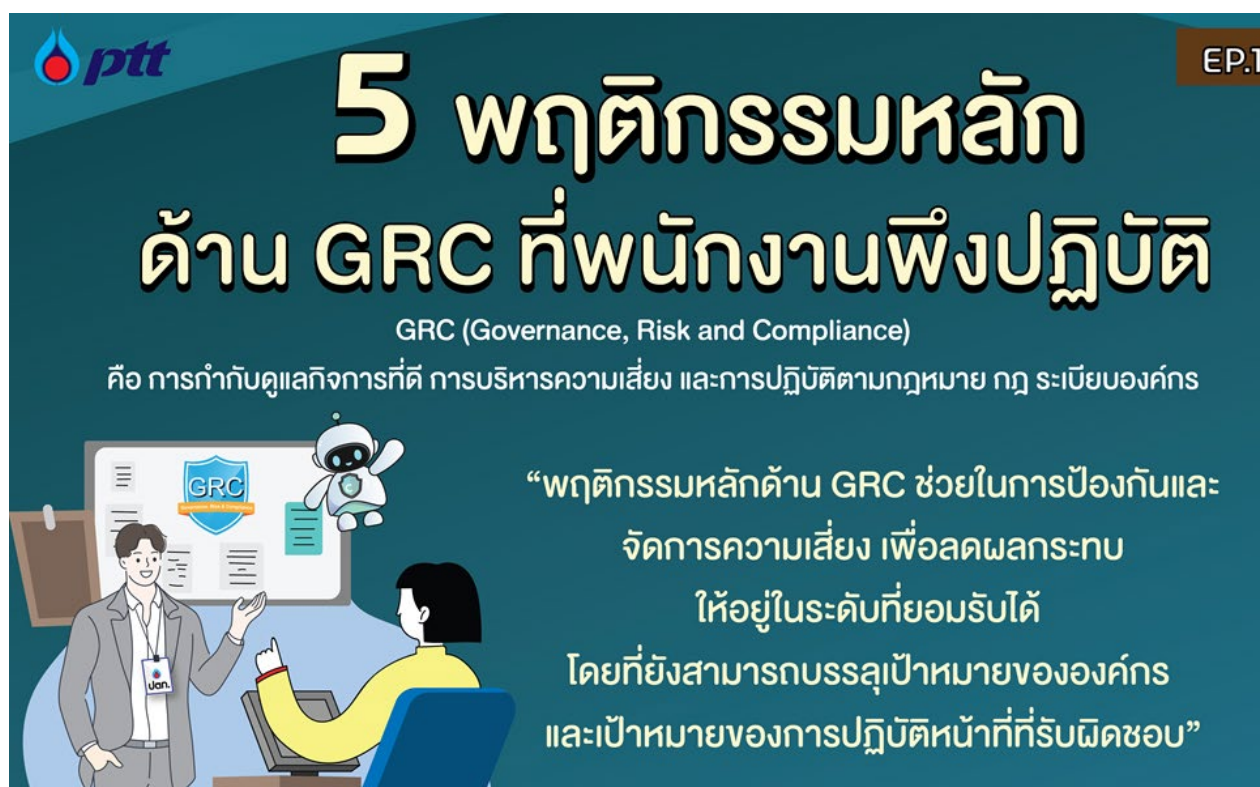 ptt
EP.1
5 พฤติกรรมหลัก
ด้าน GRC ที่พนักงานพึงปฏิบัติ
GRC (Governance, Risk and Compliance)
คือ การกำกับดูแลกิจการที่ดี การบริหารความเสี่ยง และการปฏิบัติตามกฎหมาย กฎ ระเบียบองค์กร
GRC
Governance, Risk & Compliance
“พฤติกรรมหลักด้าน GRC ช่วยในการป้องกันและ
จัดการความเสี่ยง เพื่อลดผลกระทบ
ให้อยู่ในระดับที่ยอมรับได้
โดยที่ยังสามารถบรรลุเป้าหมายขององค์กร
และเป้าหมายของการปฏิบัติหน้าที่ที่รับผิดชอบ”
ปตท.